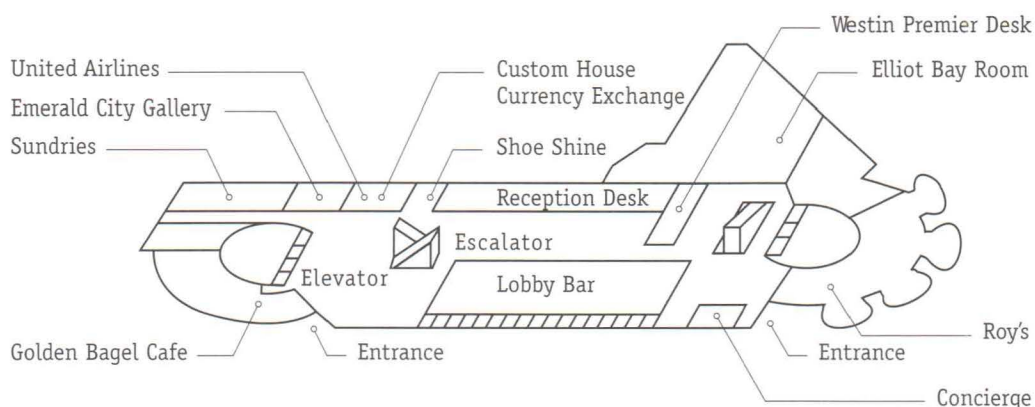 Westin Premier Desk
United Airlines
Custom House
Currency Exchange
Elliot Bay Room
Emerald City Gallery
Sundries
Shoe Shine
Reception Desk
Escalator
Elevator
Lobby Bar
Roy's
Golden Bagel Cafe
Entrance
Entrance
Concierge